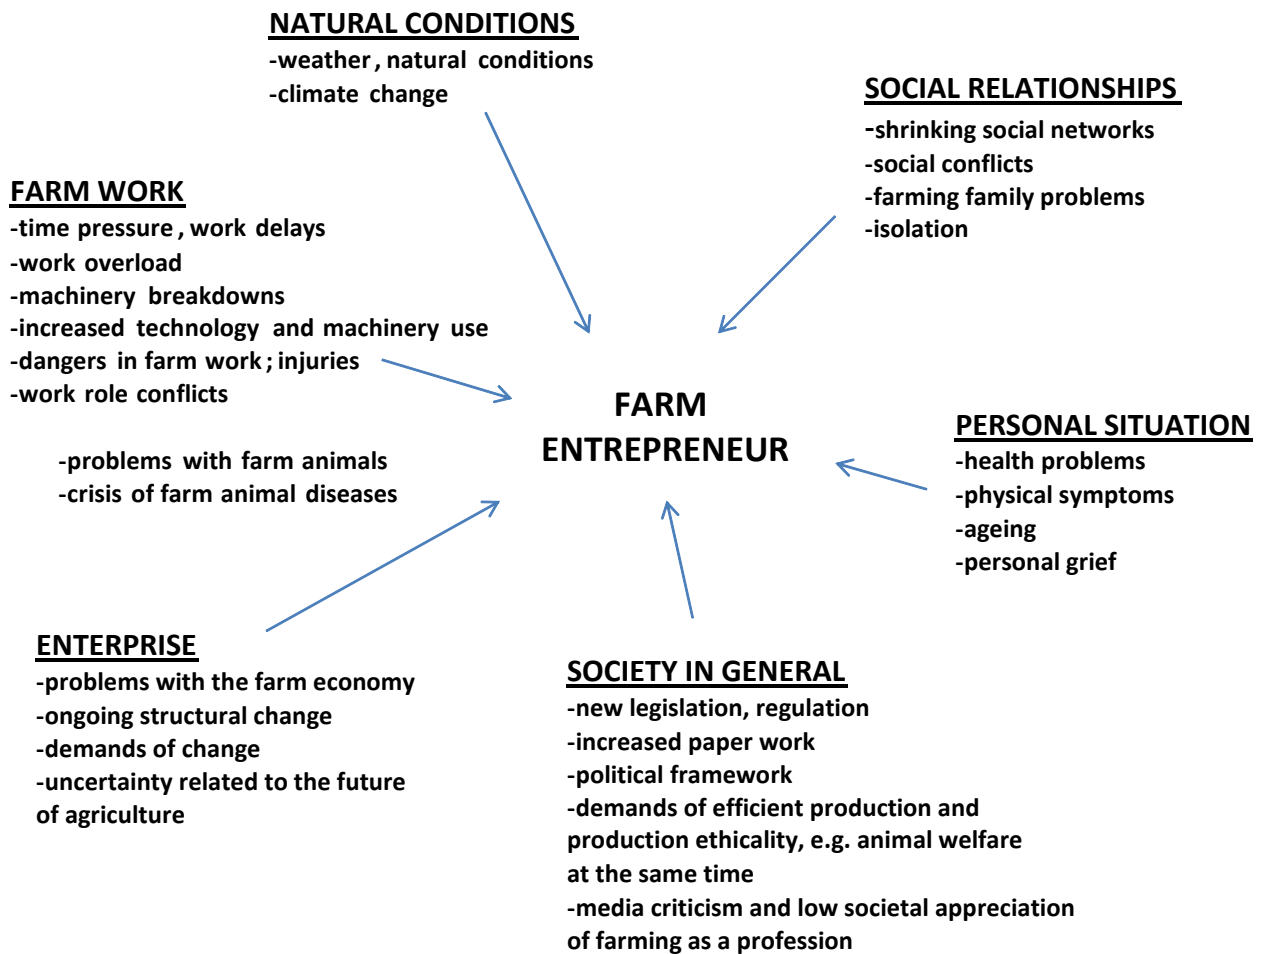 NATURAL CONDITIONS
-weather, natural conditions
-climate change
SOCIAL RELATIONSHIPS
-shrinking social networks
-social conflicts
-farming family problems
-isolation
FARM WORK
-time pressure, work delays
-work overload
-machinery breakdowns
-increased technology and machinery use
-dangers in farm work; injuries
-work role conflicts
-problems with farm animals
-crisis of farm animal diseases
FARM
ENTREPRENEUR
PERSONAL SITUATION
-health problems
-physical symptoms
-ageing
-personal grief
ENTERPRISE
-problems with the farm economy
-ongoing structural change
-demands of change
-uncertainty related to the future
of agriculture
SOCIETY IN GENERAL
-new legislation, regulation
-increased paper work
-political framework
-demands of efficient production and
production ethicality, e.g. animal welfare
at the same time
-media criticism and low societal appreciation
of farming as a profession